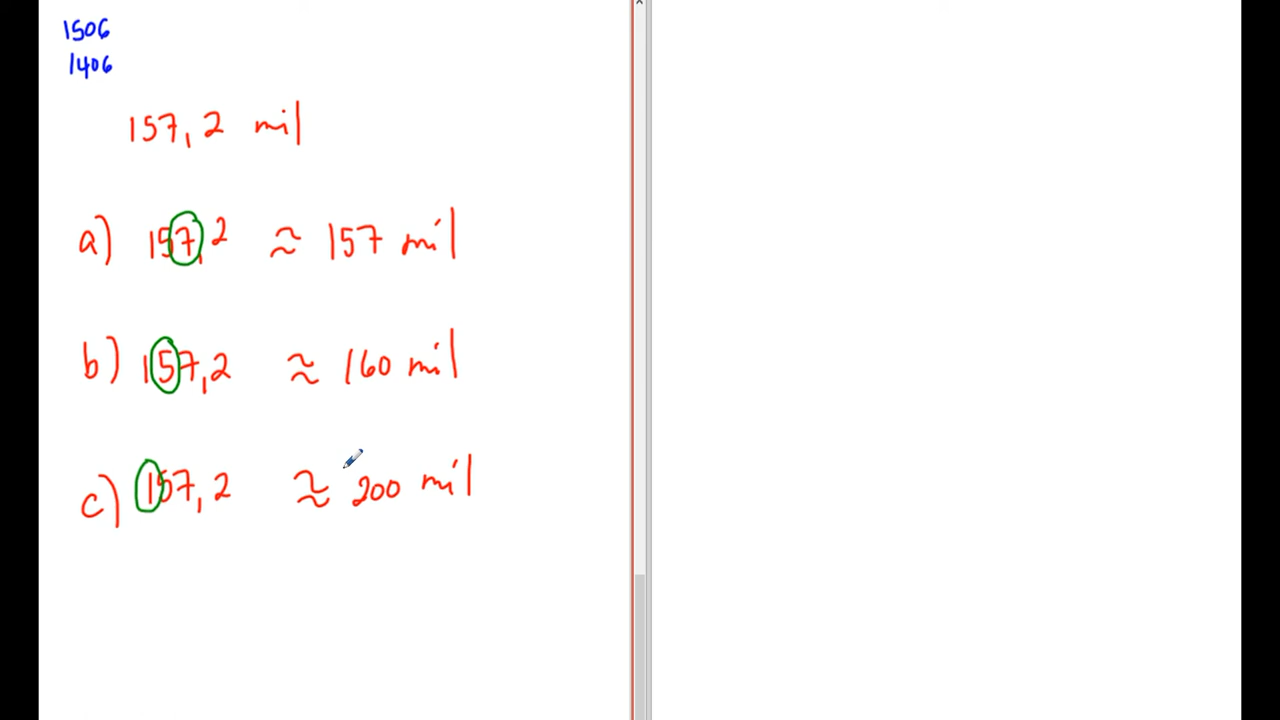 1506
1406
157,2 mil
a) 157,2 ≈ 157 mil
b) 157,2 ≈ 160 mil
c) 157,2 ≈ 200 mil